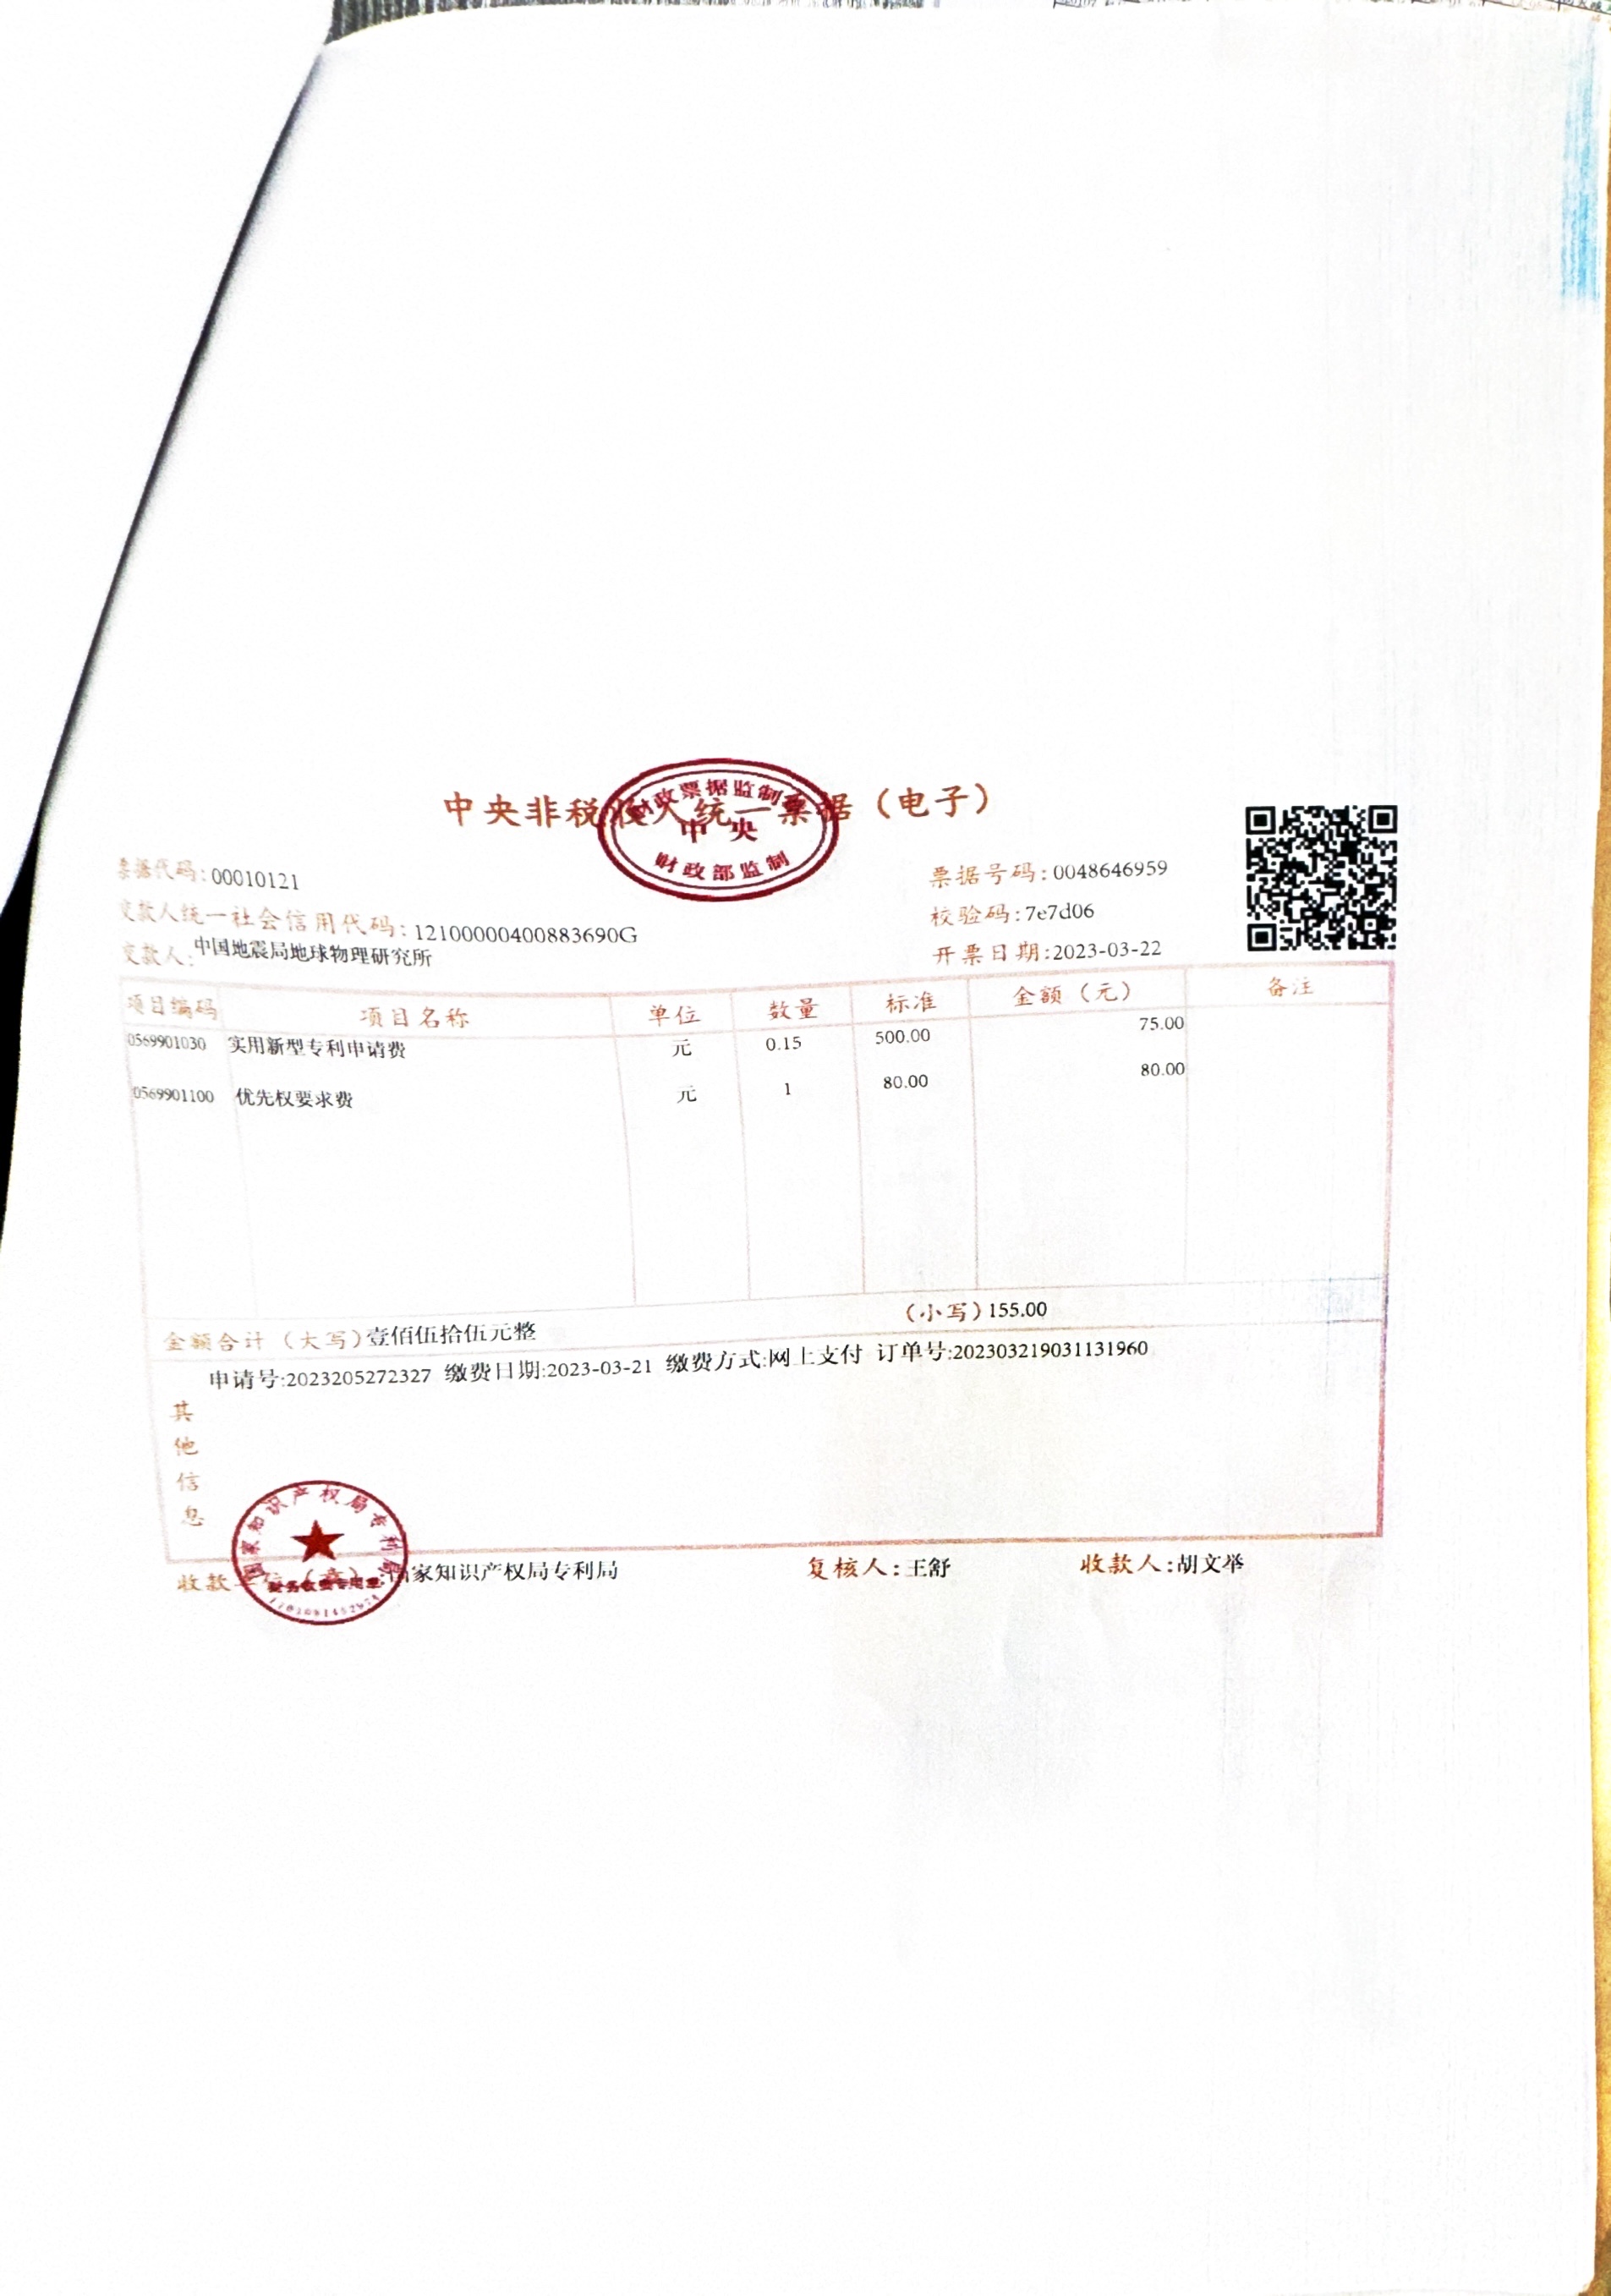 中央非税收入统一票据（电子）
财政票据监制章
中央
财政部监制
票据代码:00010121
票据号码:0048646959
交款人统一社会信用代码:12100000400883690G
校验码:7e7d06
交款人:中国地震局地球物理研究所
开票日期:2023-03-22
项目编码 项目名称 单位 数量 标准 金额（元） 备注
0569901030 实用新型专利申请费 元 0.15 500.00 75.00
0569901100 优先权要求费 元 1 80.00 80.00
金额合计（大写）壹佰伍拾伍元整 （小写）155.00
申请号:2023205272327 缴费日期:2023-03-21 缴费方式:网上支付 订单号:202303219031131960
其
他
信
息
国家知识产权局专利局
财务收费专用章
收款单位（章）:国家知识产权局专利局 复核人:王舒 收款人:胡文举